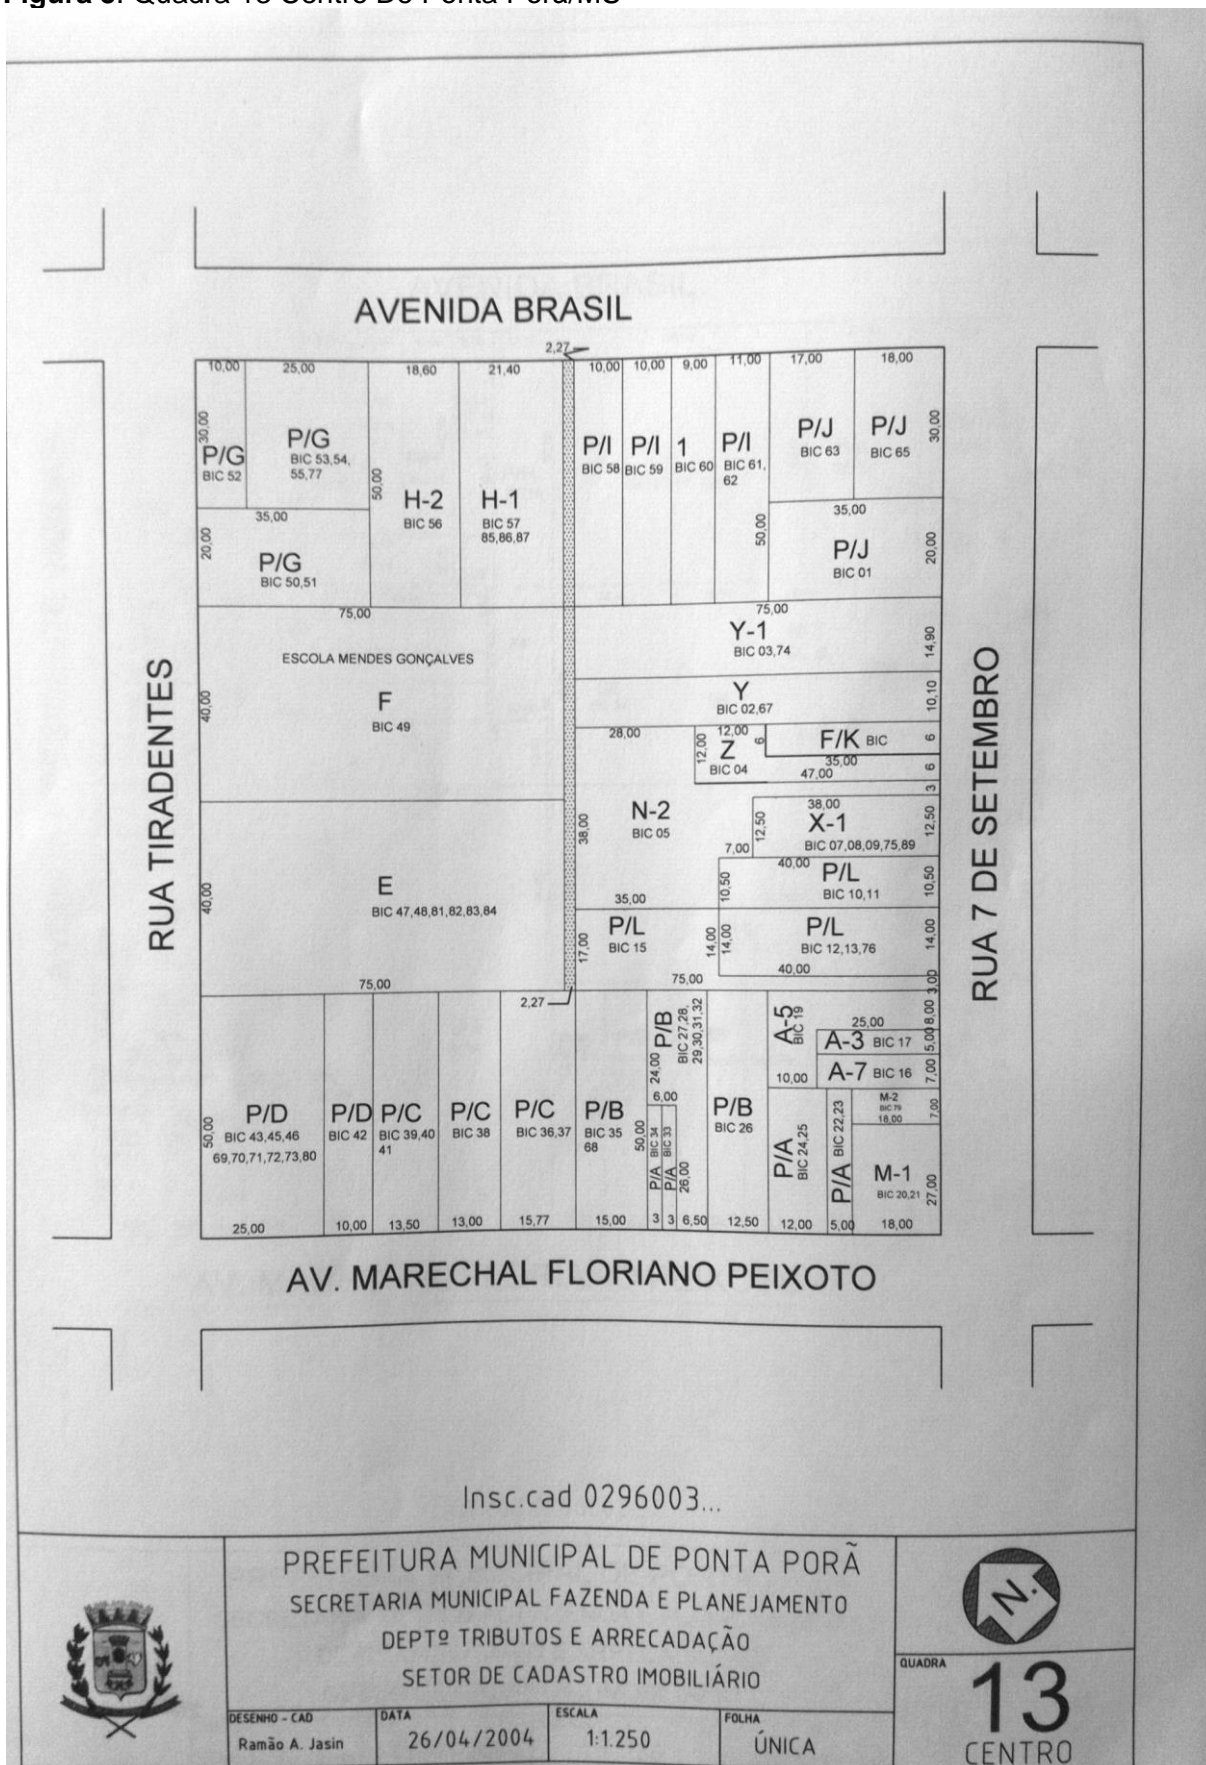 AVENIDA BRASIL
2,27
10,00 25,00 18,60 21,40 10,00 10,00 9,00 11,00 17,00 18,00
30,00
P/G
BIC 52
P/G
BIC 53,54,
55,77
50,00
H-2
BIC 56
H-1
BIC 57
85,86,87
P/I
BIC 58
P/I
BIC 59
1
BIC 60
P/I
BIC 61,
62
P/J
BIC 63
P/J
BIC 65
30,00
35,00
20,00
P/G
BIC 50,51
50,00
35,00
P/J
BIC 01
20,00
75,00
75,00
ESCOLA MENDES GONÇALVES
F
BIC 49
40,00
Y-1
BIC 03,74
14,90
Y
BIC 02,67
10,10
28,00
12,00
12,00
Z
BIC 04
6
F/K BIC
6
35,00
47,00
6
3
N-2
BIC 05
38,00
38,00
X-1
BIC 07,08,09,75,89
12,50
12,50
7,00
40,00
P/L
BIC 10,11
10,50
10,50
E
BIC 47,48,81,82,83,84
40,00
35,00
P/L
BIC 15
17,00
14,00
14,00
P/L
BIC 12,13,76
14,00
40,00
75,00
75,00
3,00
2,27
RUA TIRADENTES
RUA 7 DE SETEMBRO
50,00
P/D
BIC 43,45,46
69,70,71,72,73,80
P/D
BIC 42
P/C
BIC 39,40
41
P/C
BIC 38
P/C
BIC 36,37
P/B
BIC 35
68
50,00
P/B
BIC 27,28,
29,30,31,32
24,00
6,00
P/A BIC 34
P/A BIC 33
26,00
P/B
BIC 26
A-5
BIC 19
8,00
25,00
A-3 BIC 17
5,00
10,00
A-7 BIC 16
7,00
P/A
BIC 24,25
P/A BIC 22,23
M-2
BIC 79
18,00
7,00
M-1
BIC 20,21
27,00
25,00 10,00 13,50 13,00 15,77 15,00 3 3 6,50 12,50 12,00 5,00 18,00
AV. MARECHAL FLORIANO PEIXOTO
Insc.cad 0296003...
PREFEITURA MUNICIPAL DE PONTA PORÃ
SECRETARIA MUNICIPAL FAZENDA E PLANEJAMENTO
DEPTº TRIBUTOS E ARRECADAÇÃO
SETOR DE CADASTRO IMOBILIÁRIO
DESENHO - CAD
Ramão A. Jasin
DATA
26/04/2004
ESCALA
1:1.250
FOLHA
ÚNICA
N.
QUADRA
13
CENTRO